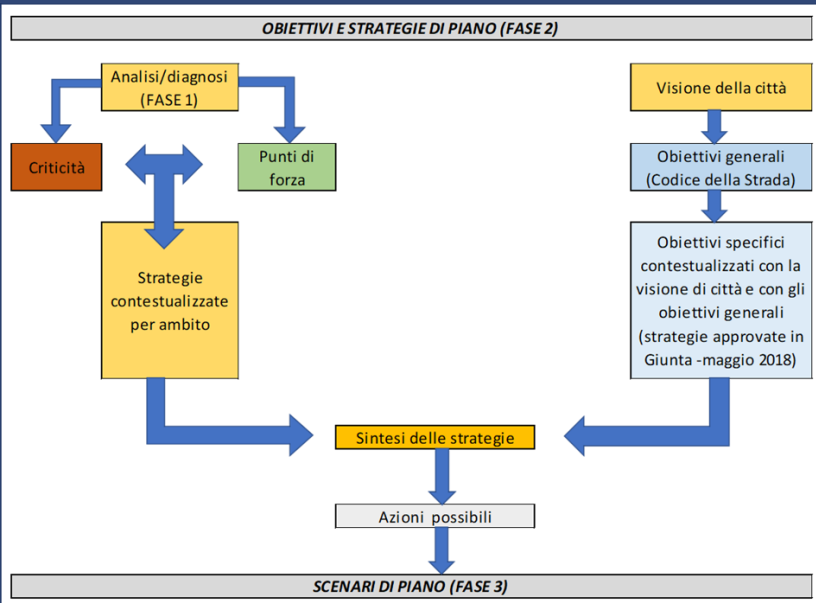 OBIETTIVI E STRATEGIE DI PIANO (FASE 2)
Analisi/diagnosi
(FASE 1)
Visione della città
Criticità
Punti di
forza
Obiettivi generali
(Codice della Strada)
Strategie
contestualizzate
per ambito
Obiettivi specifici
contestualizzati con la
visione di città e con gli
obiettivi generali
(strategie approvate in
Giunta -maggio 2018)
Sintesi delle strategie
Azioni possibili
SCENARI DI PIANO (FASE 3)